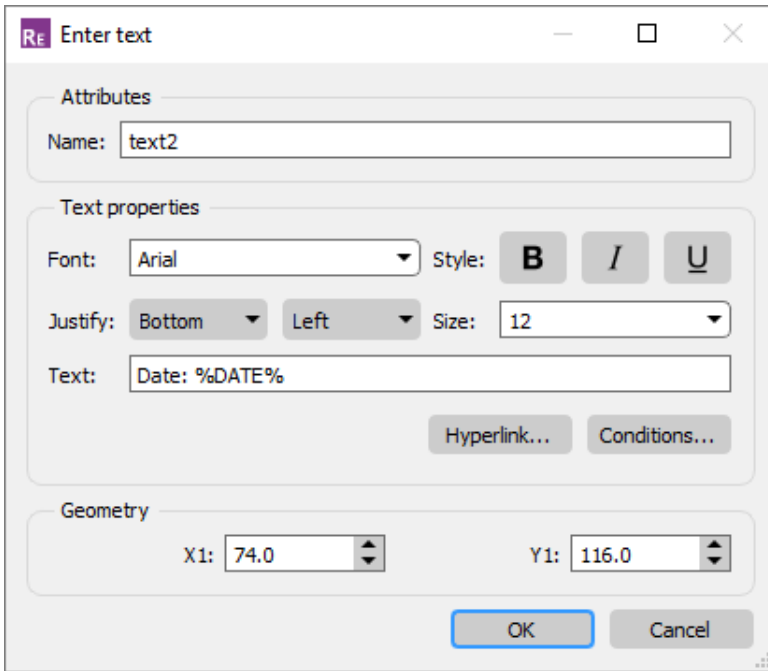 RE Enter text
Attributes
Name: text2
Text properties
Font: Arial Style: B I U
Justify: Bottom Left Size: 12
Text: Date: %DATE%
Hyperlink... Conditions...
Geometry
X1: 74.0 Y1: 116.0
OK Cancel